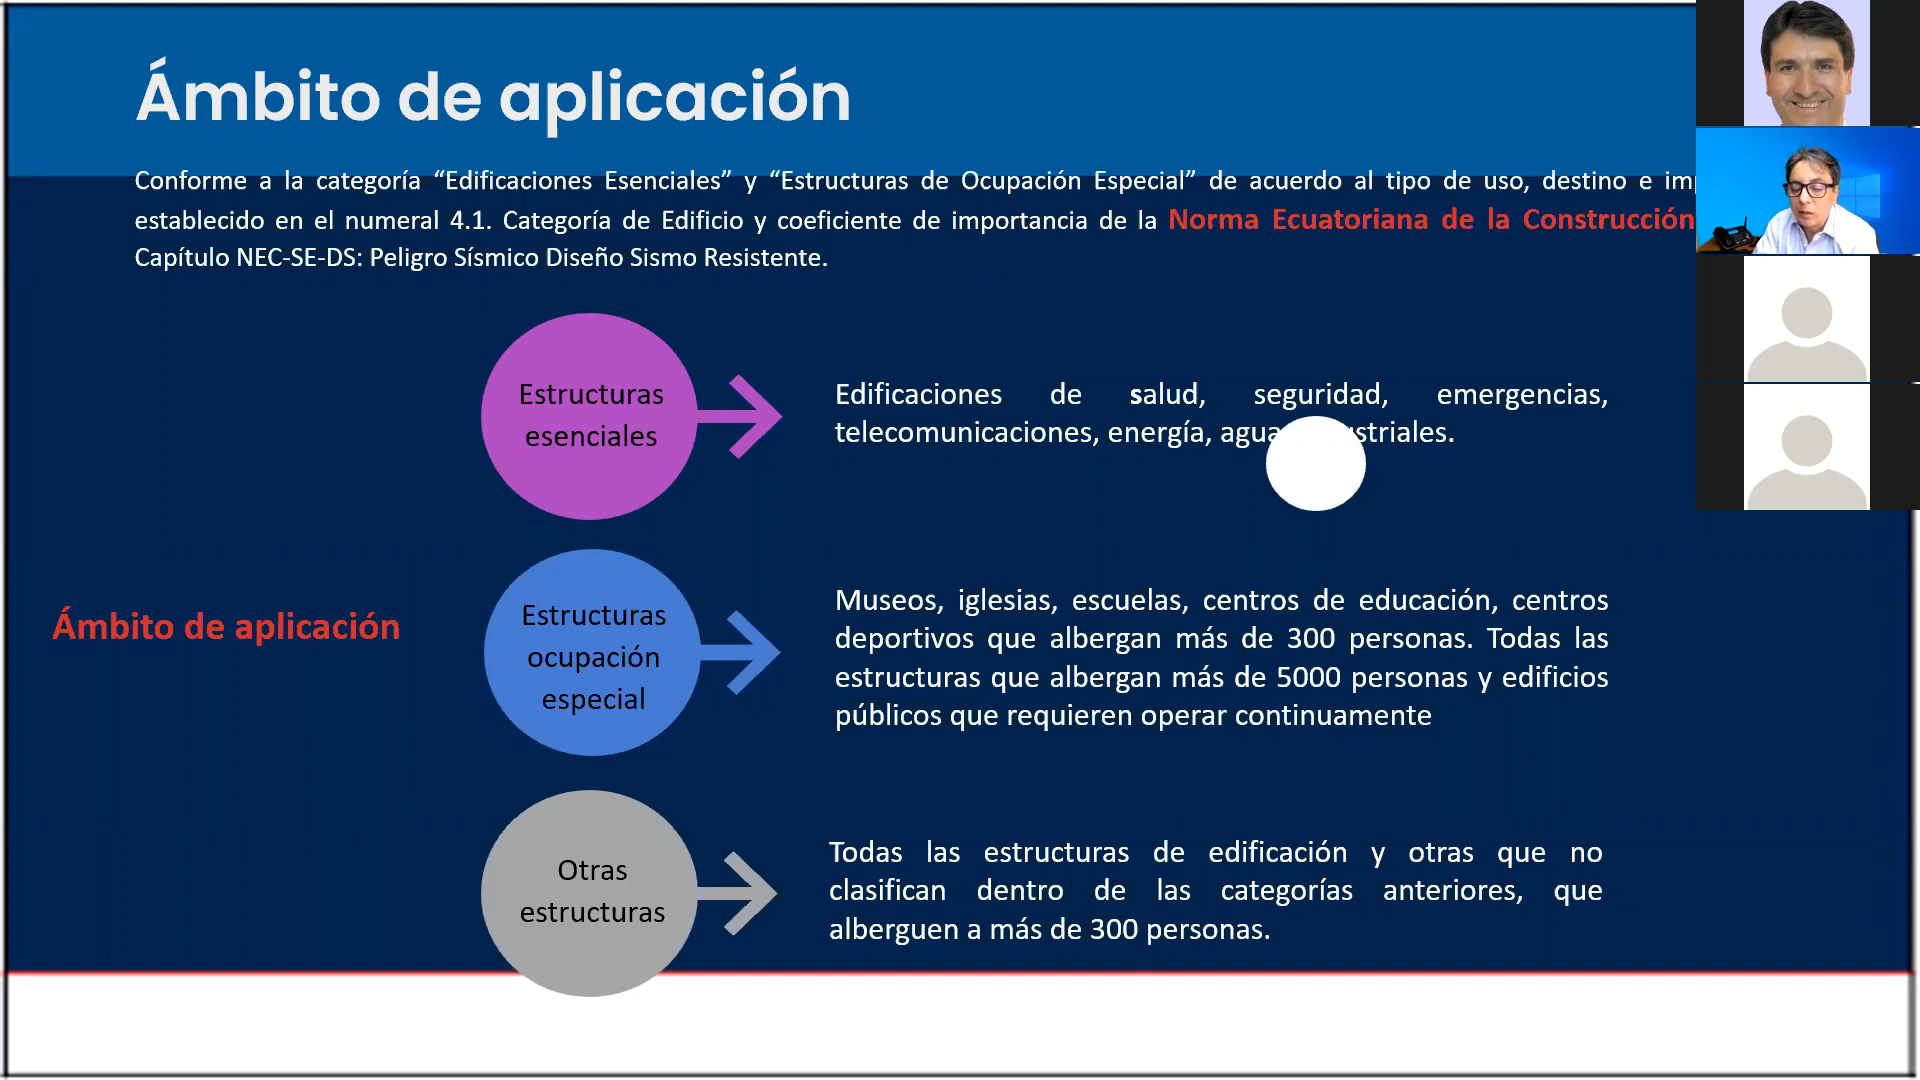 Ámbito de aplicación
Conforme a la categoría “Edificaciones Esenciales” y “Estructuras de Ocupación Especial” de acuerdo al tipo de uso, destino e
establecido en el numeral 4.1. Categoría de Edificio y coeficiente de importancia de la Norma Ecuatoriana de la Construcción
Capítulo NEC-SE-DS: Peligro Sísmico Diseño Sismo Resistente.
Estructuras
esenciales
Edificaciones de salud, seguridad, emergencias,
telecomunicaciones, energía, agua
Ámbito de aplicación
Estructuras
ocupación
especial
Museos, iglesias, escuelas, centros de educación, centros
deportivos que albergan más de 300 personas. Todas las
estructuras que albergan más de 5000 personas y edificios
públicos que requieren operar continuamente
Otras
estructuras
Todas las estructuras de edificación y otras que no
clasifican dentro de las categorías anteriores, que
alberguen a más de 300 personas.